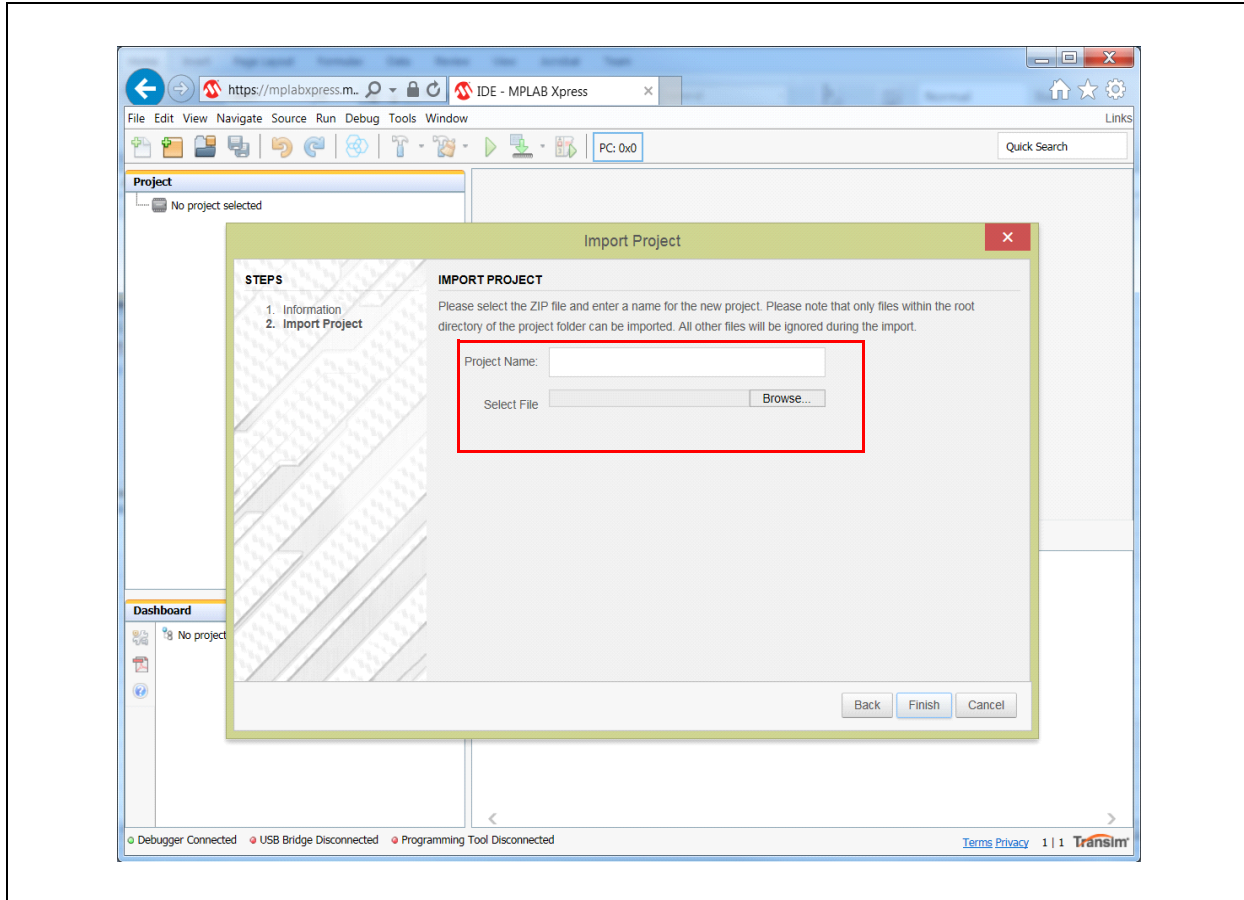 https://mplabxpress.m..
IDE - MPLAB Xpress
File Edit View Navigate Source Run Debug Tools Window
Links
PC: 0x0
Quick Search
Project
No project selected
Import Project
STEPS
1. Information
2. Import Project
IMPORT PROJECT
Please select the ZIP file and enter a name for the new project. Please note that only files within the root
directory of the project folder can be imported. All other files will be ignored during the import.
Project Name:
Select File
Browse...
Dashboard
No project
Back
Finish
Cancel
Debugger Connected
USB Bridge Disconnected
Programming Tool Disconnected
Terms Privacy 1 | 1 Transim